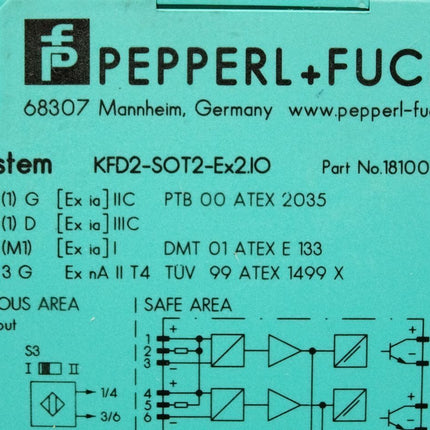 PEPPERL+FUC
68307 Mannheim, Germany www.pepperl-fu
stem KFD2-SOT2-Ex2.IO Part No.18100
(1) G [Ex ia] IIC PTB 00 ATEX 2035
(1) D [Ex ia] IIIC
(M1) [Ex ia] I DMT 01 ATEX E 133
3 G Ex nA II T4 TÜV 99 ATEX 1499 X
OUS AREA SAFE AREA
put
S3
I II
1/4
3/6
+
1
2
3
-
+
4
5
6
-
+
-
+